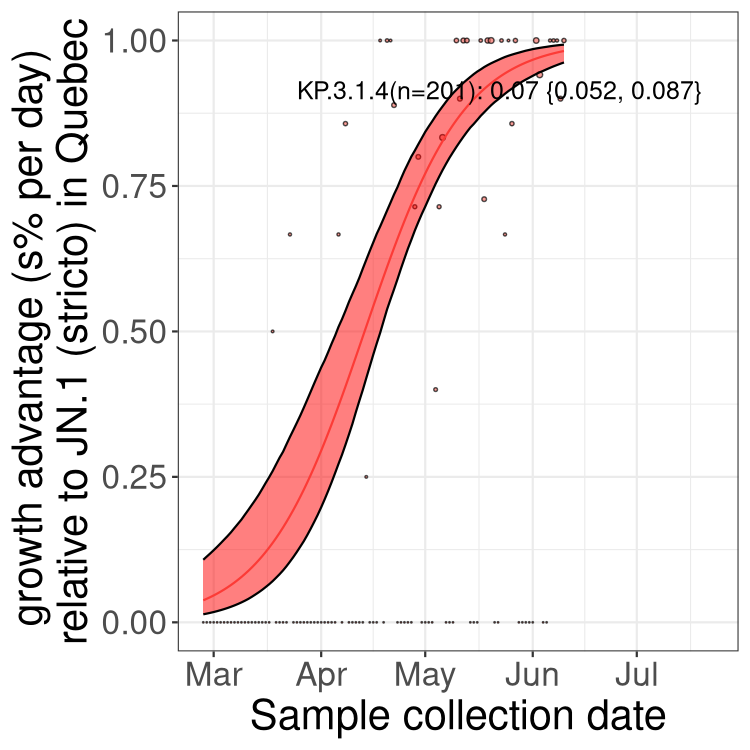 growth advantage (s% per day)
relative to JN.1 (stricto) in Quebec
1.00
0.75
0.50
0.25
0.00
KP.3.1.4(n=201): 0.07 {0.052, 0.087}
Mar Apr May Jun Jul
Sample collection date